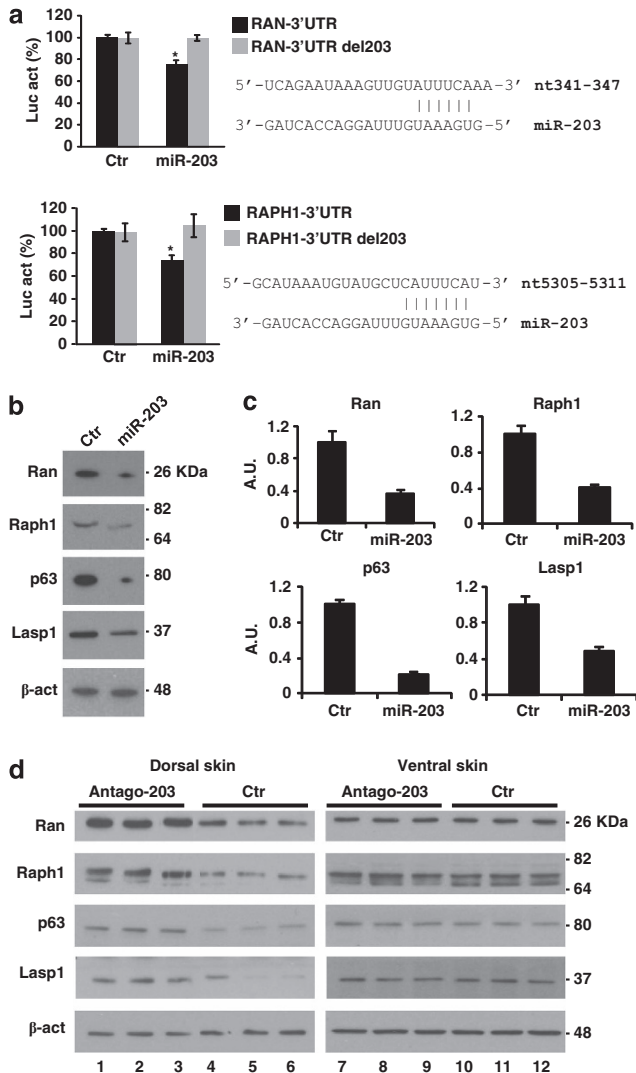 a
Luc act (%)
120
100
80
60
40
20
0
*
Ctr
miR-203
RAN-3'UTR
RAN-3'UTR del203
5'-UCAGAAUAAAGUUGUAUUUCAAA-3' nt341-347
||||||
3'-GAUCACCAGGAUUUGUAAAGUG-5' miR-203
Luc act (%)
120
100
80
60
40
20
0
*
Ctr
miR-203
RAPH1-3'UTR
RAPH1-3'UTR del203
5'-GCAUAAAUGUAUGCUCAUUUCAU-3' nt5305-5311
|||||||
3'-GAUCACCAGGAUUUGUAAAGUG-5' miR-203
b
Ctr
miR-203
Ran
- 26 KDa
Raph1
- 82
- 64
p63
- 80
Lasp1
- 37
β-act
- 48
c
Ran
A.U.
1.2
0.8
0.4
0
Ctr
miR-203
Raph1
1.2
0.8
0.4
0
Ctr
miR-203
p63
A.U.
1.2
0.8
0.4
0
Ctr
miR-203
Lasp1
1.2
0.8
0.4
0
Ctr
miR-203
d
Dorsal skin
Ventral skin
Antago-203
Ctr
Antago-203
Ctr
Ran
- 26 KDa
Raph1
- 82
- 64
p63
- 80
Lasp1
- 37
β-act
- 48
1 2 3 4 5 6 7 8 9 10 11 12